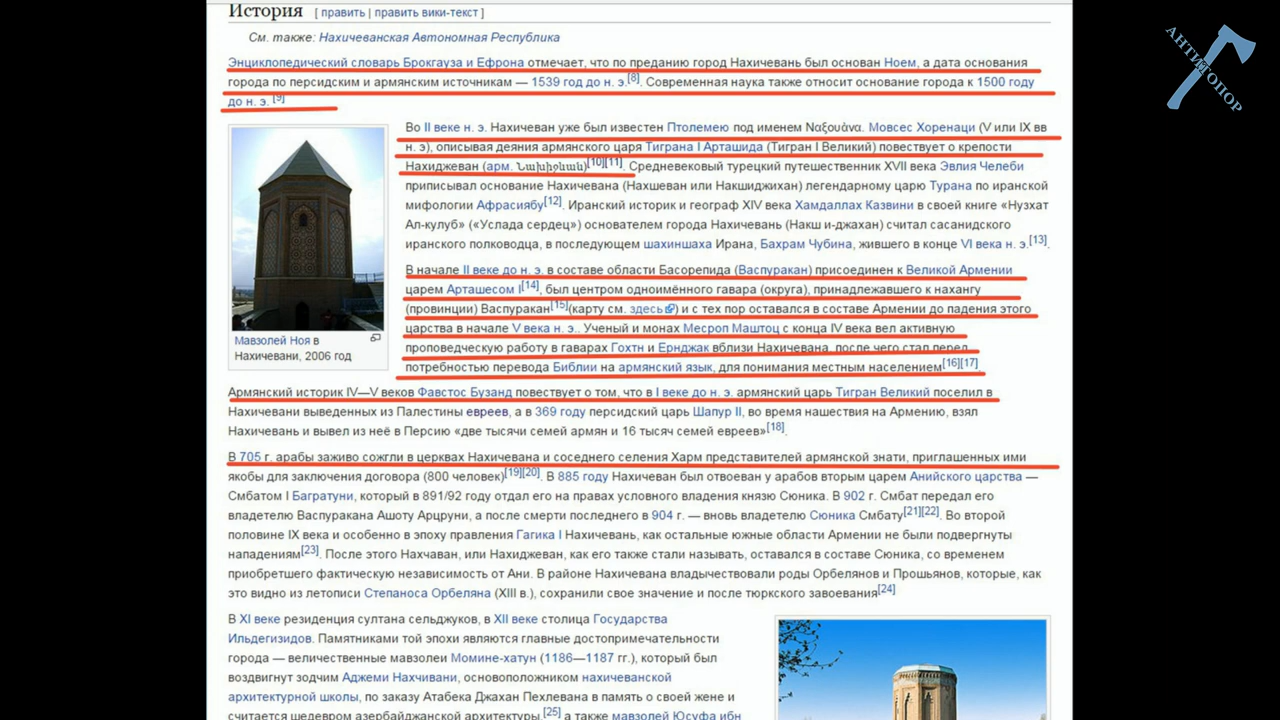 История [ править | править вики-текст ]
См. также: Нахичеванская Автономная Республика
Энциклопедический словарь Брокгауза и Ефрона отмечает, что по преданию город Нахичевань был основан Ноем, а дата основания
города по персидским и армянским источникам — 1539 год до н. э.[8]. Современная наука также относит основание города к 1500 году
до н. э. [9]
Во II веке н. э. Нахичеван уже был известен Птолемею под именем Ναξουὰνα. Мовсес Хоренаци (V или IX вв
н. э), описывая деяния армянского царя Тиграна I Арташида (Тигран I Великий) повествует о крепости
Нахиджеван (арм. Նախիջևան)[10][11]. Средневековый турецкий путешественник XVII века Эвлия Челеби
приписывал основание Нахичевана (Нахшеван или Накшиджихан) легендарному царю Турана по иранской
мифологии Афрасиябу[12]. Иранский историк и географ XIV века Хамдаллах Казвини в своей книге «Нузхат
Ал-кулуб» («Услада сердец») основателем города Нахичевань (Накш и-джахан) считал сасанидского
иранского полководца, в последующем шахиншаха Ирана, Бахрам Чубина, жившего в конце VI века н. э.[13].
В начале II веке до н. э. в составе области Басорепида (Васпуракан) присоединен к Великой Армении
царем Арташесом I[14], был центром одноимённого гавара (округа), принадлежавшего к нахангу
(провинции) Васпуракан[15](карту см. здесь) и с тех пор оставался в составе Армении до падения этого
царства в начале V века н. э.. Ученый и монах Месроп Маштоц с конца IV века вел активную
проповедческую работу в гаварах Гохтн и Ернджак вблизи Нахичевана, после чего стал перед
потребностью перевода Библии на армянский язык, для понимания местным населением[16][17]
Мавзолей Ноя в
Нахичевани, 2006 год
Армянский историк IV—V веков Фавстос Бузанд повествует о том, что в I веке до н. э. армянский царь Тигран Великий поселил в
Нахичевани выведенных из Палестины евреев, а в 369 году персидский царь Шапур II, во время нашествия на Армению, взял
Нахичевань и вывел из неё в Персию «две тысячи семей армян и 16 тысяч семей евреев»[18].
В 705 г. арабы заживо сожгли в церквах Нахичевана и соседнего селения Харм представителей армянской знати, приглашенных ими
якобы для заключения договора (800 человек)[19][20]. В 885 году Нахичеван был отвоеван у арабов вторым царем Анийского царства —
Смбатом I Багратуни, который в 891/92 году отдал его на правах условного владения князю Сюника. В 902 г. Смбат передал его
владетелю Васпуракана Ашоту Арцруни, а после смерти последнего в 904 г. — вновь владетелю Сюника Смбату[21][22]. Во второй
половине IX века и особенно в эпоху правления Гагика I Нахичевань, как остальные южные области Армении не были подвергнуты
нападениям[23]. После этого Нахчаван, или Нахиджеван, как его также стали называть, оставался в составе Сюника, со временем
приобретшего фактическую независимость от Ани. В районе Нахичевана владычествовали роды Орбелянов и Прошьянов, которые, как
это видно из летописи Степаноса Орбеляна (XIII в.), сохранили свое значение и после тюркского завоевания[24]
В XI веке резиденция султана сельджуков, в XII веке столица Государства
Ильдегизидов. Памятниками той эпохи являются главные достопримечательности
города — величественные мавзолеи Момине-хатун (1186—1187 гг.), который был
воздвигнут зодчим Аджеми Нахчивани, основоположником нахичеванской
архитектурной школы, по заказу Атабека Джахан Пехлевана в память о своей жене и
считается шедевром азербайджанской архитектуры,[25] а также мавзолей Юсуфа ибн
АНТИТОПОР